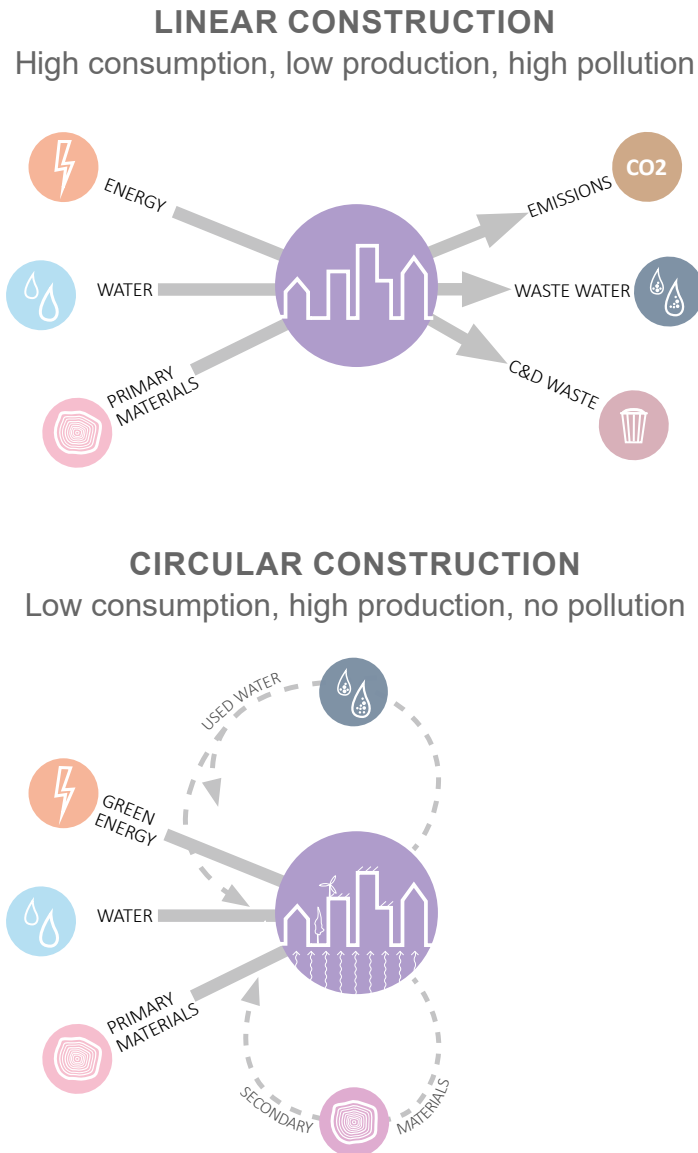 LINEAR CONSTRUCTION
High consumption, low production, high pollution
ENERGY
CO2
EMISSIONS
WATER
WASTE WATER
PRIMARY
MATERIALS
C&D WASTE
CIRCULAR CONSTRUCTION
Low consumption, high production, no pollution
USED WATER
GREEN
ENERGY
WATER
PRIMARY
MATERIALS
SECONDARY
MATERIALS